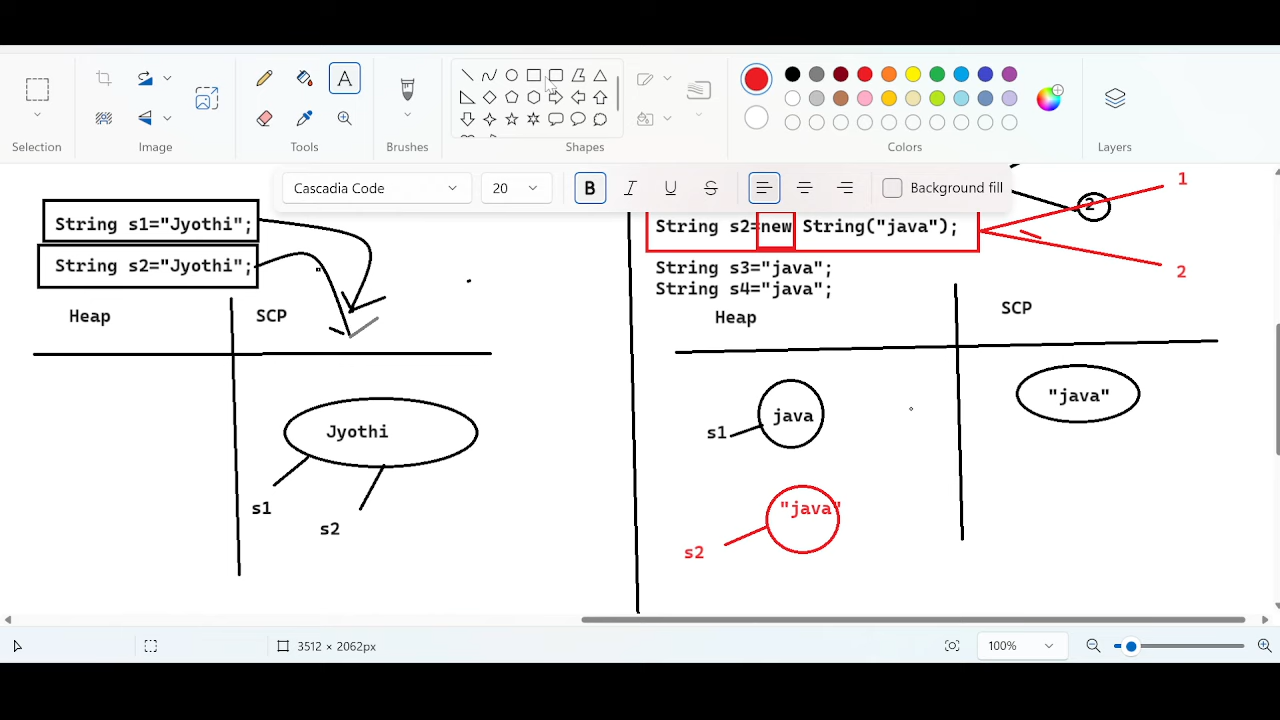 Selection
Image
Tools
Brushes
Shapes
Colors
Layers
Cascadia Code
20
B
I
U
S
Background fill
A
String s1="Jyothi";
String s2="Jyothi";
Heap
SCP
Jyothi
s1
s2
1
2
String s2=new String("java");
2
String s3="java";
String s4="java";
Heap
SCP
java
"java"
s1
"java"
s2
3512 × 2062px
100%